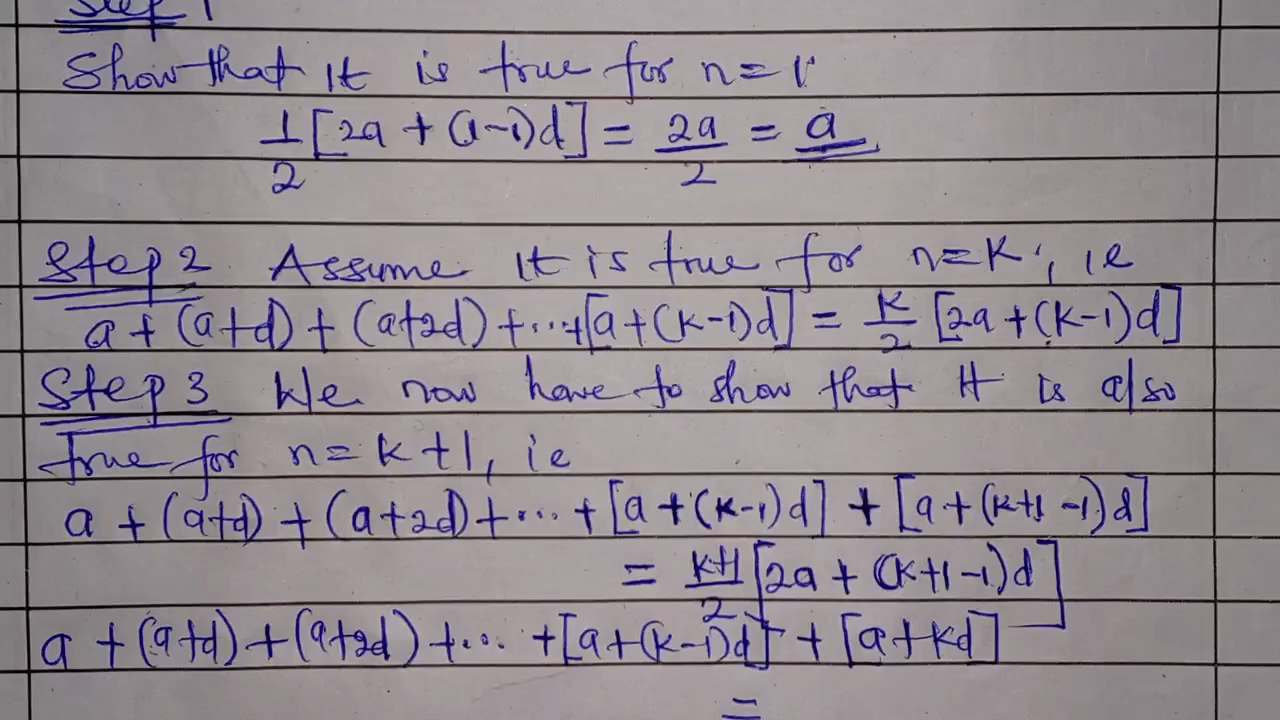 Step 1
Show that it is true for n = 1
1/2 [2a + (1-1)d] = 2a/2 = a
Step 2 Assume it is true for n=k, ie
a + (a+d) + (a+2d) +...+[a+(k-1)d] = k/2 [2a+(k-1)d]
Step 3 We now have to show that it is also
true for n = k+1, ie
a + (a+d) + (a+2d) +... + [a+(k-1)d] + [a+(k+1-1)d]
= k+1/2 [2a + (k+1-1)d]
a + (a+d) + (a+2d) +... +[a+(k-1)d] + [a+kd]
=